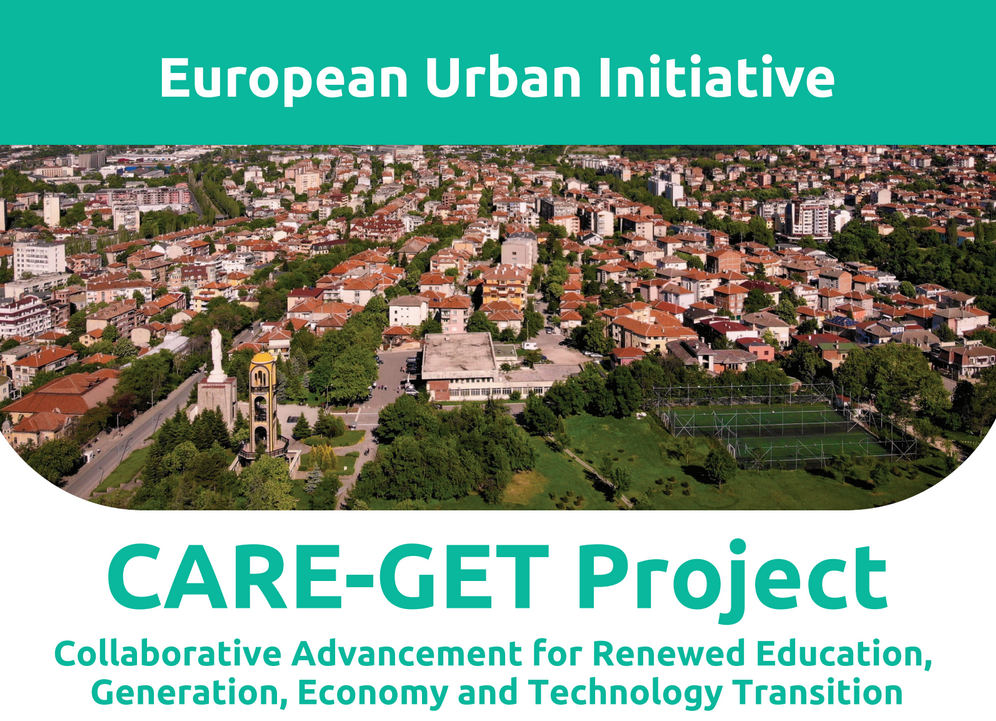 European Urban Initiative
CARE-GET Project
Collaborative Advancement for Renewed Education,
Generation, Economy and Technology Transition